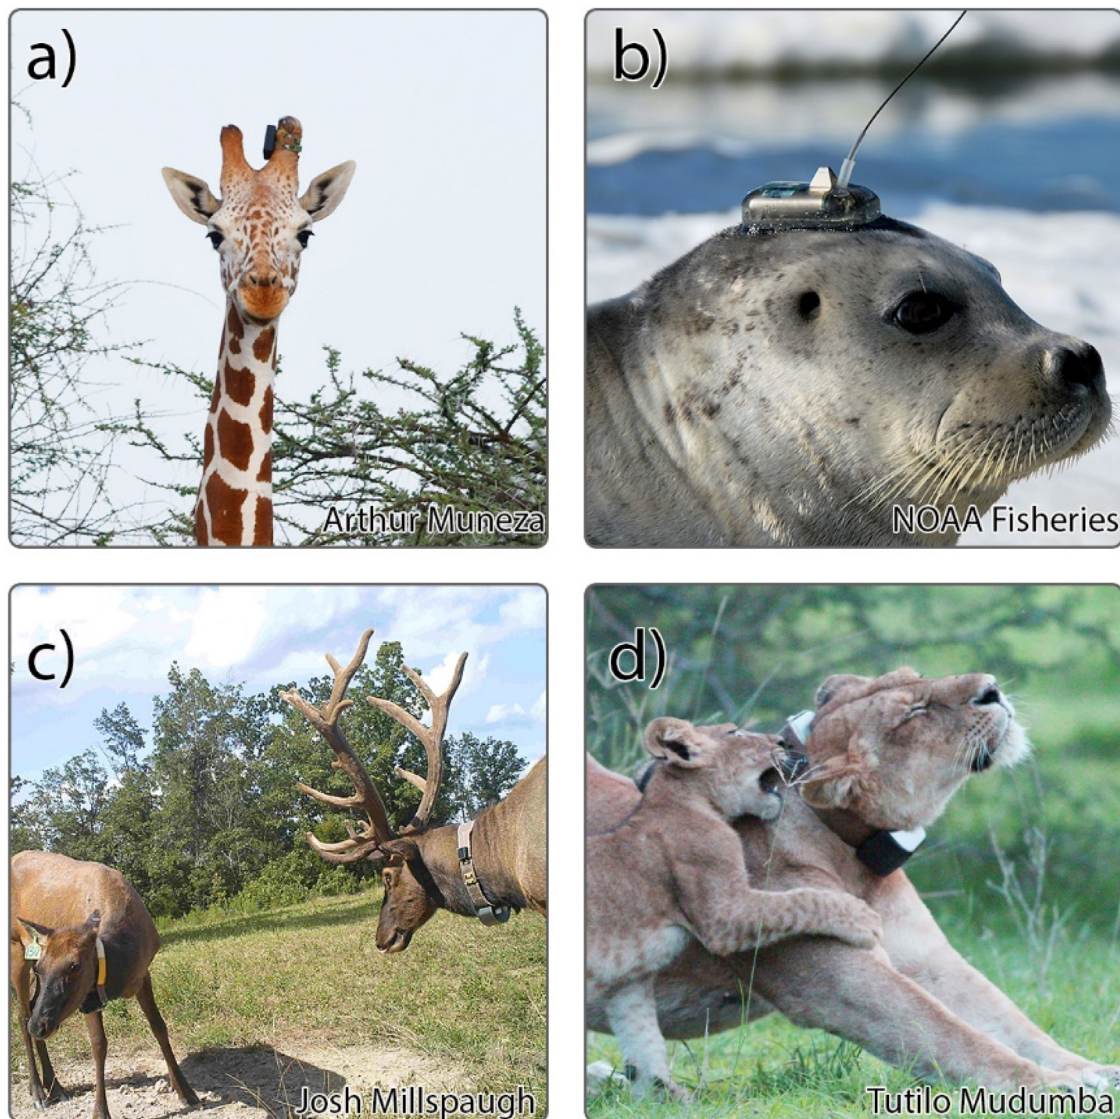 a)
Arthur Muneza
b)
NOAA Fisheries
c)
Josh Millspaugh
d)
Tutilo Mudumba